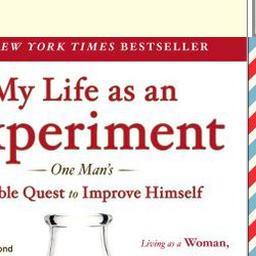 EW YORK TIMES BESTSELLER
My Life as an
xperiment
— One Man's —
ble Quest to Improve Himself
Living as a Woman,
ond